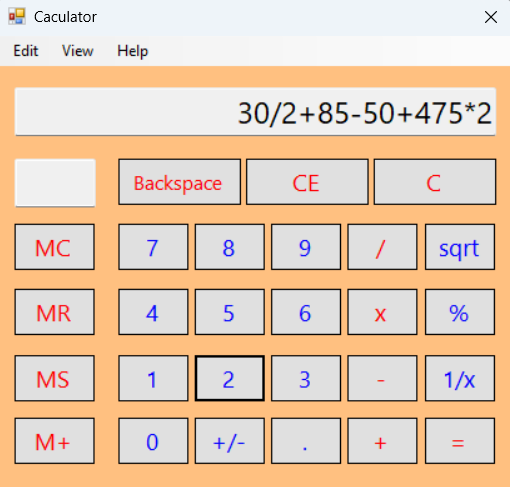 Caculator
Edit View Help
30/2+85-50+475*2
Backspace CE C
MC 7 8 9 / sqrt
MR 4 5 6 x %
MS 1 2 3 - 1/x
M+ 0 +/- . + =